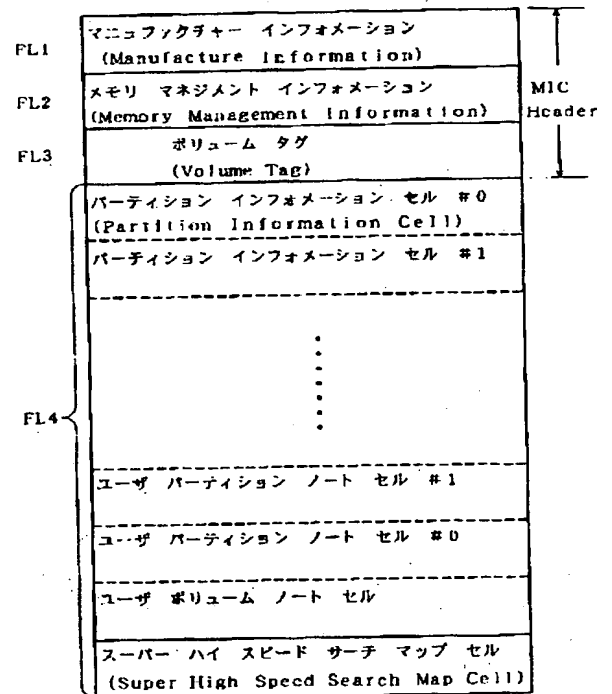 マニュファクチャー インフォメーション
FL1
(Manufacture Information)
メモリ マネジメント インフォメーション
MIC
FL2
Header
(Memory Management Information)
FL3
ボリューム タグ
(Volume Tag)
パーティション インフォメーション セル #0
(Partition Information Cell)
パーティション インフォメーション セル #1
FL4
ユーザ パーティション ノート セル #1
ユーザ パーティション ノート セル #0
ユーザ ボリューム ノート セル
スーパー ハイ スピード サーチ マップ セル
(Super High Speed Search Map Cell)